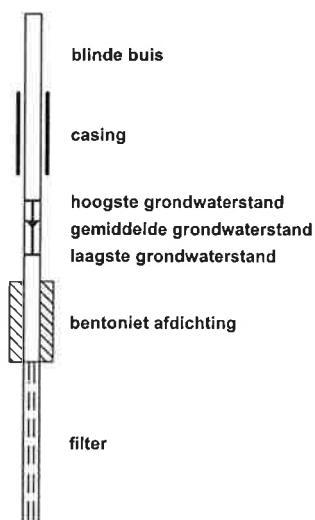 blinde buis
casing
hoogste grondwaterstand
gemiddelde grondwaterstand
laagste grondwaterstand
bentoniet afdichting
filter